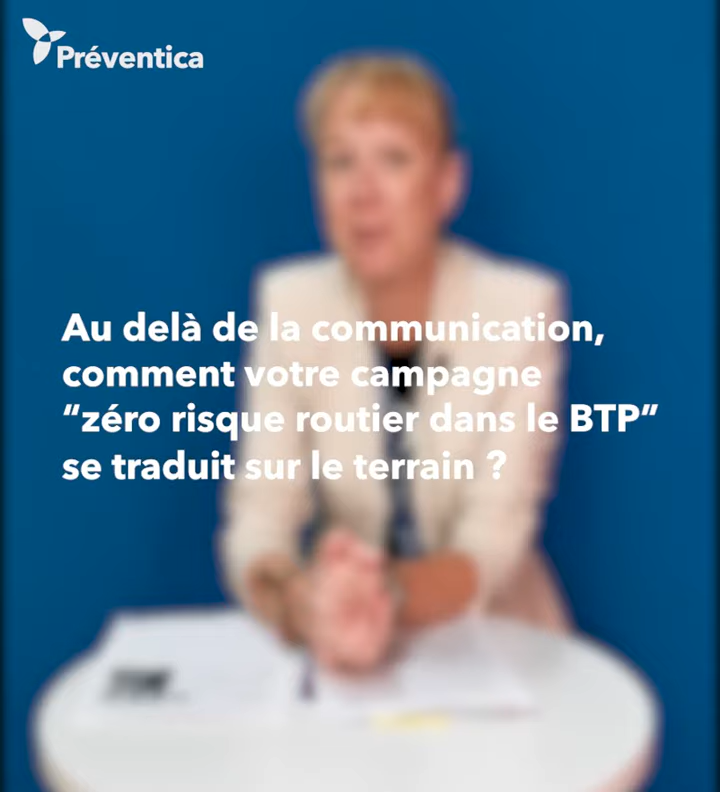 Préventica
Au delà de la communication,
comment votre campagne
“zéro risque routier dans le BTP”
se traduit sur le terrain ?